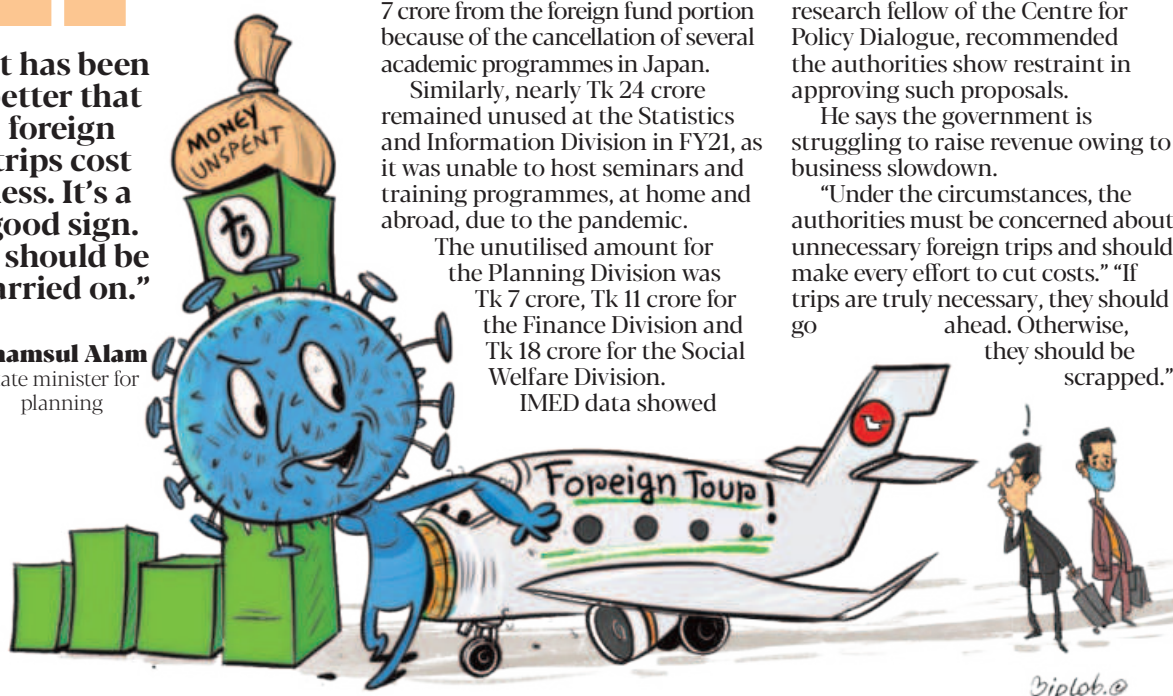 t has been
etter that
foreign
trips cost
less. It’s a
good sign.
should be
arried on.”
hamsul Alam
ate minister for
planning
MONEY
UNSPENT
৳
7 crore from the foreign fund portion
because of the cancellation of several
academic programmes in Japan.
Similarly, nearly Tk 24 crore
remained unused at the Statistics
and Information Division in FY21, as
it was unable to host seminars and
training programmes, at home and
abroad, due to the pandemic.
The unutilised amount for
the Planning Division was
Tk 7 crore, Tk 11 crore for
the Finance Division and
Tk 18 crore for the Social
Welfare Division.
IMED data showed
research fellow of the Centre for
Policy Dialogue, recommended
the authorities show restraint in
approving such proposals.
He says the government is
struggling to raise revenue owing to
business slowdown.
“Under the circumstances, the
authorities must be concerned about
unnecessary foreign trips and should
make every effort to cut costs.” “If
trips are truly necessary, they should
go ahead. Otherwise,
they should be
scrapped.”
Foreign Tour!
!
Biplob.©